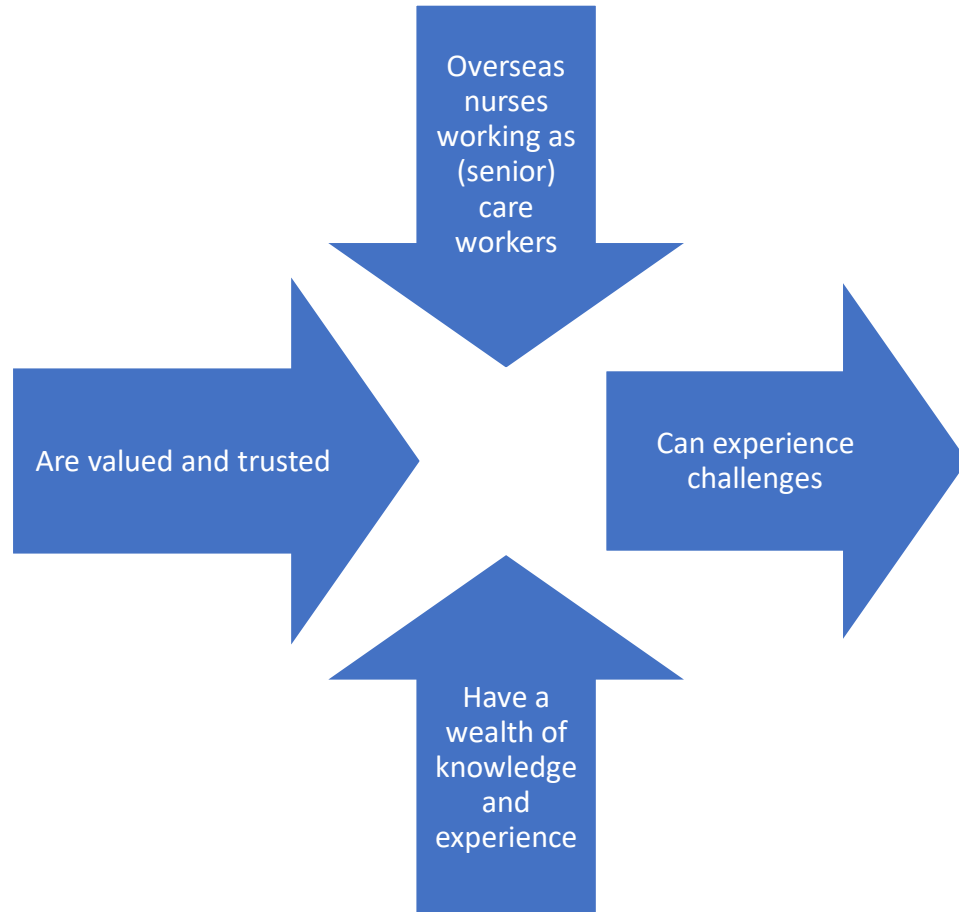 Overseas
nurses
working as
(senior)
care
workers
Are valued and trusted
Can experience
challenges
Have a
wealth of
knowledge
and
experience